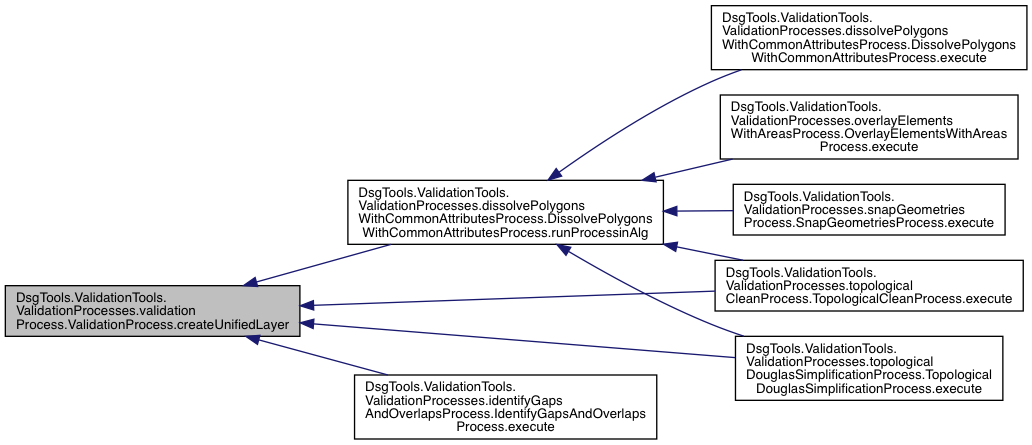 DsgTools.ValidationTools.
ValidationProcesses.dissolvePolygons
WithCommonAttributesProcess.DissolvePolygons
WithCommonAttributesProcess.execute
DsgTools.ValidationTools.
ValidationProcesses.overlayElements
WithAreasProcess.OverlayElementsWithAreas
Process.execute
DsgTools.ValidationTools.
ValidationProcesses.dissolvePolygons
WithCommonAttributesProcess.DissolvePolygons
WithCommonAttributesProcess.runProcessinAlg
DsgTools.ValidationTools.
ValidationProcesses.snapGeometries
Process.SnapGeometriesProcess.execute
DsgTools.ValidationTools.
ValidationProcesses.topological
CleanProcess.TopologicalCleanProcess.execute
DsgTools.ValidationTools.
ValidationProcesses.validation
Process.ValidationProcess.createUnifiedLayer
DsgTools.ValidationTools.
ValidationProcesses.topological
DouglasSimplificationProcess.Topological
DouglasSimplificationProcess.execute
DsgTools.ValidationTools.
ValidationProcesses.identifyGaps
AndOverlapsProcess.IdentifyGapsAndOverlaps
Process.execute